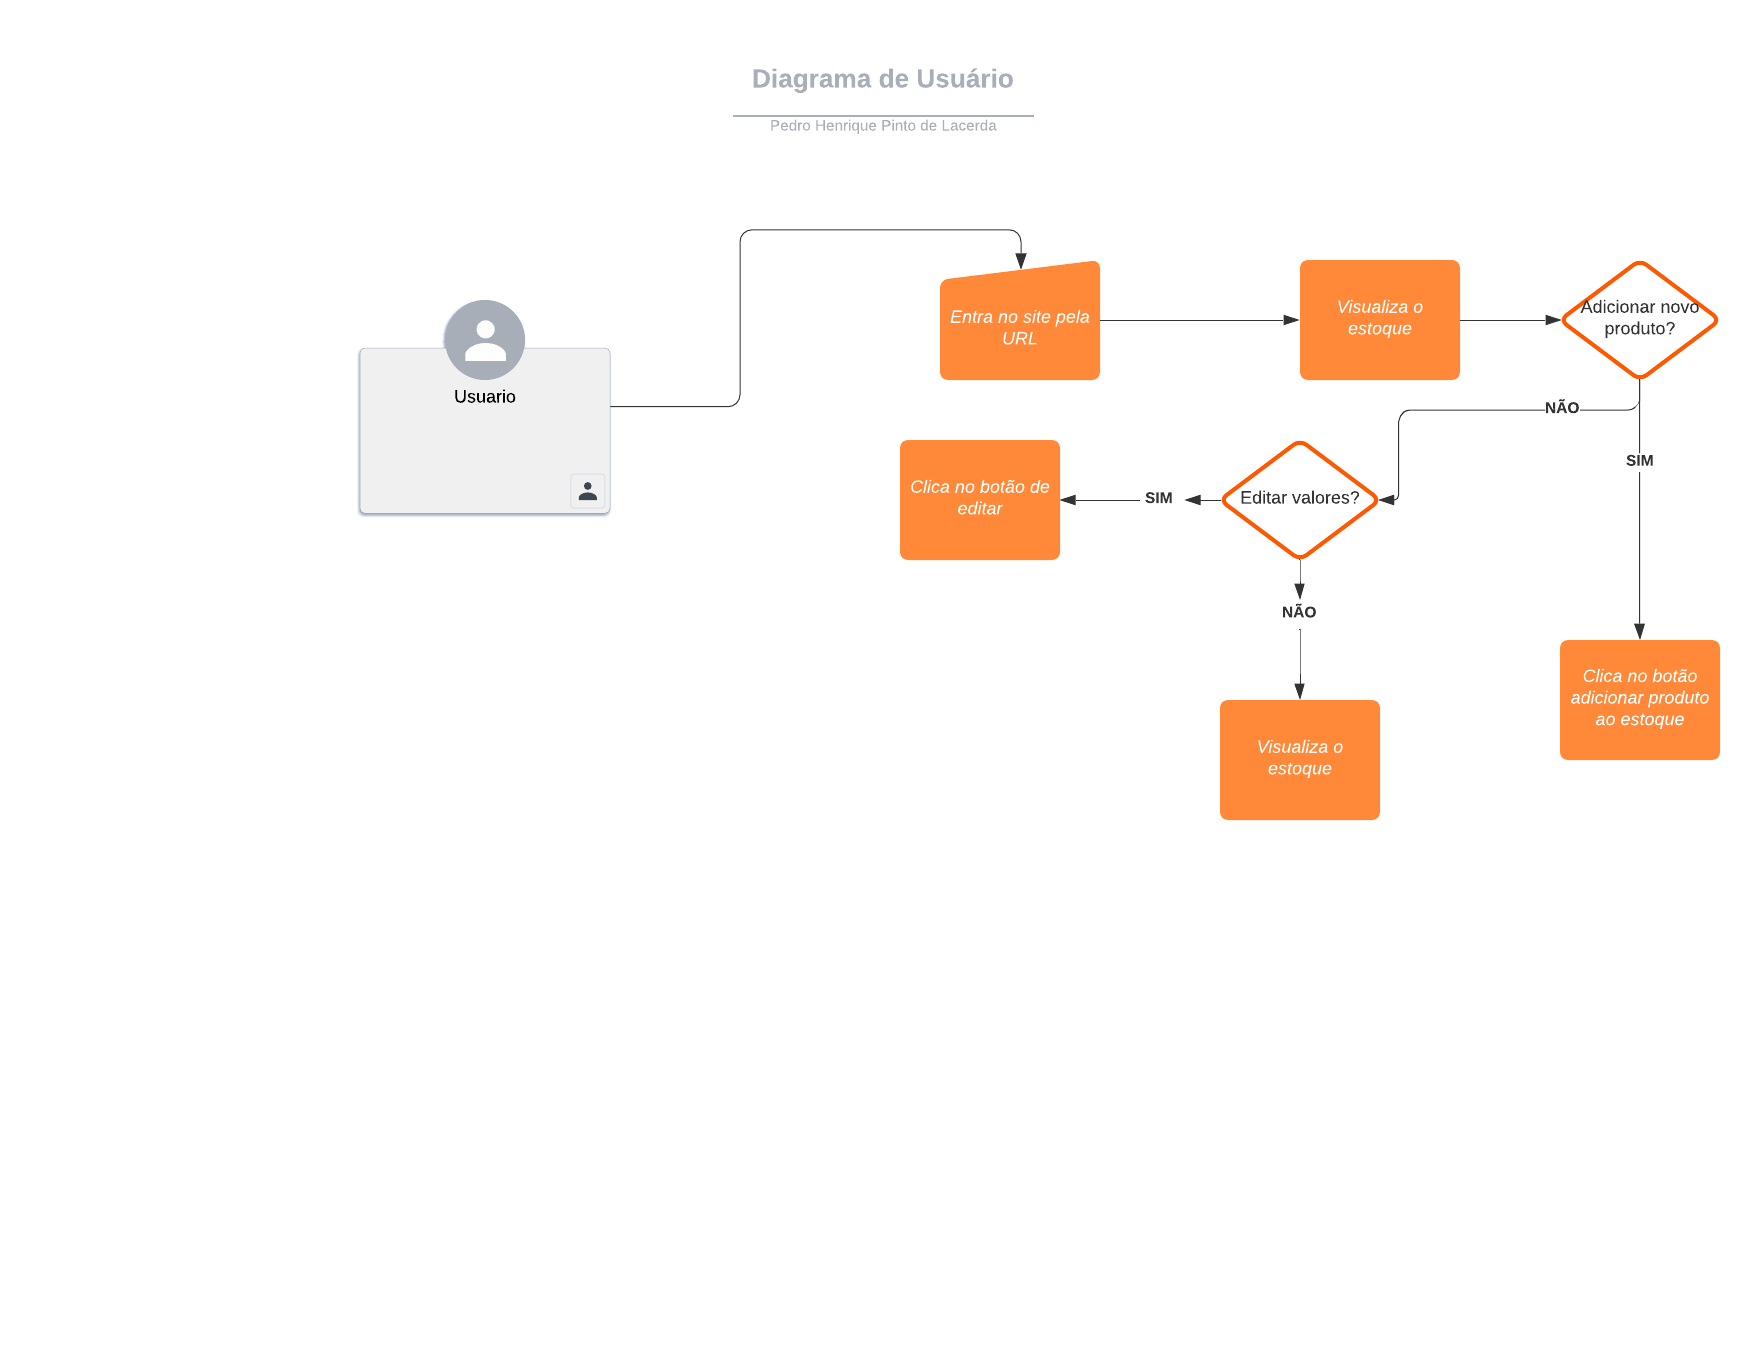 Diagrama de Usuário
Pedro Henrique Pinto de Lacerda
Usuario
Entra no site pela
URL
Visualiza o
estoque
Adicionar novo
produto?
NÃO
SIM
Editar valores?
SIM
Clica no botão de
editar
NÃO
Visualiza o
estoque
Clica no botão
adicionar produto
ao estoque